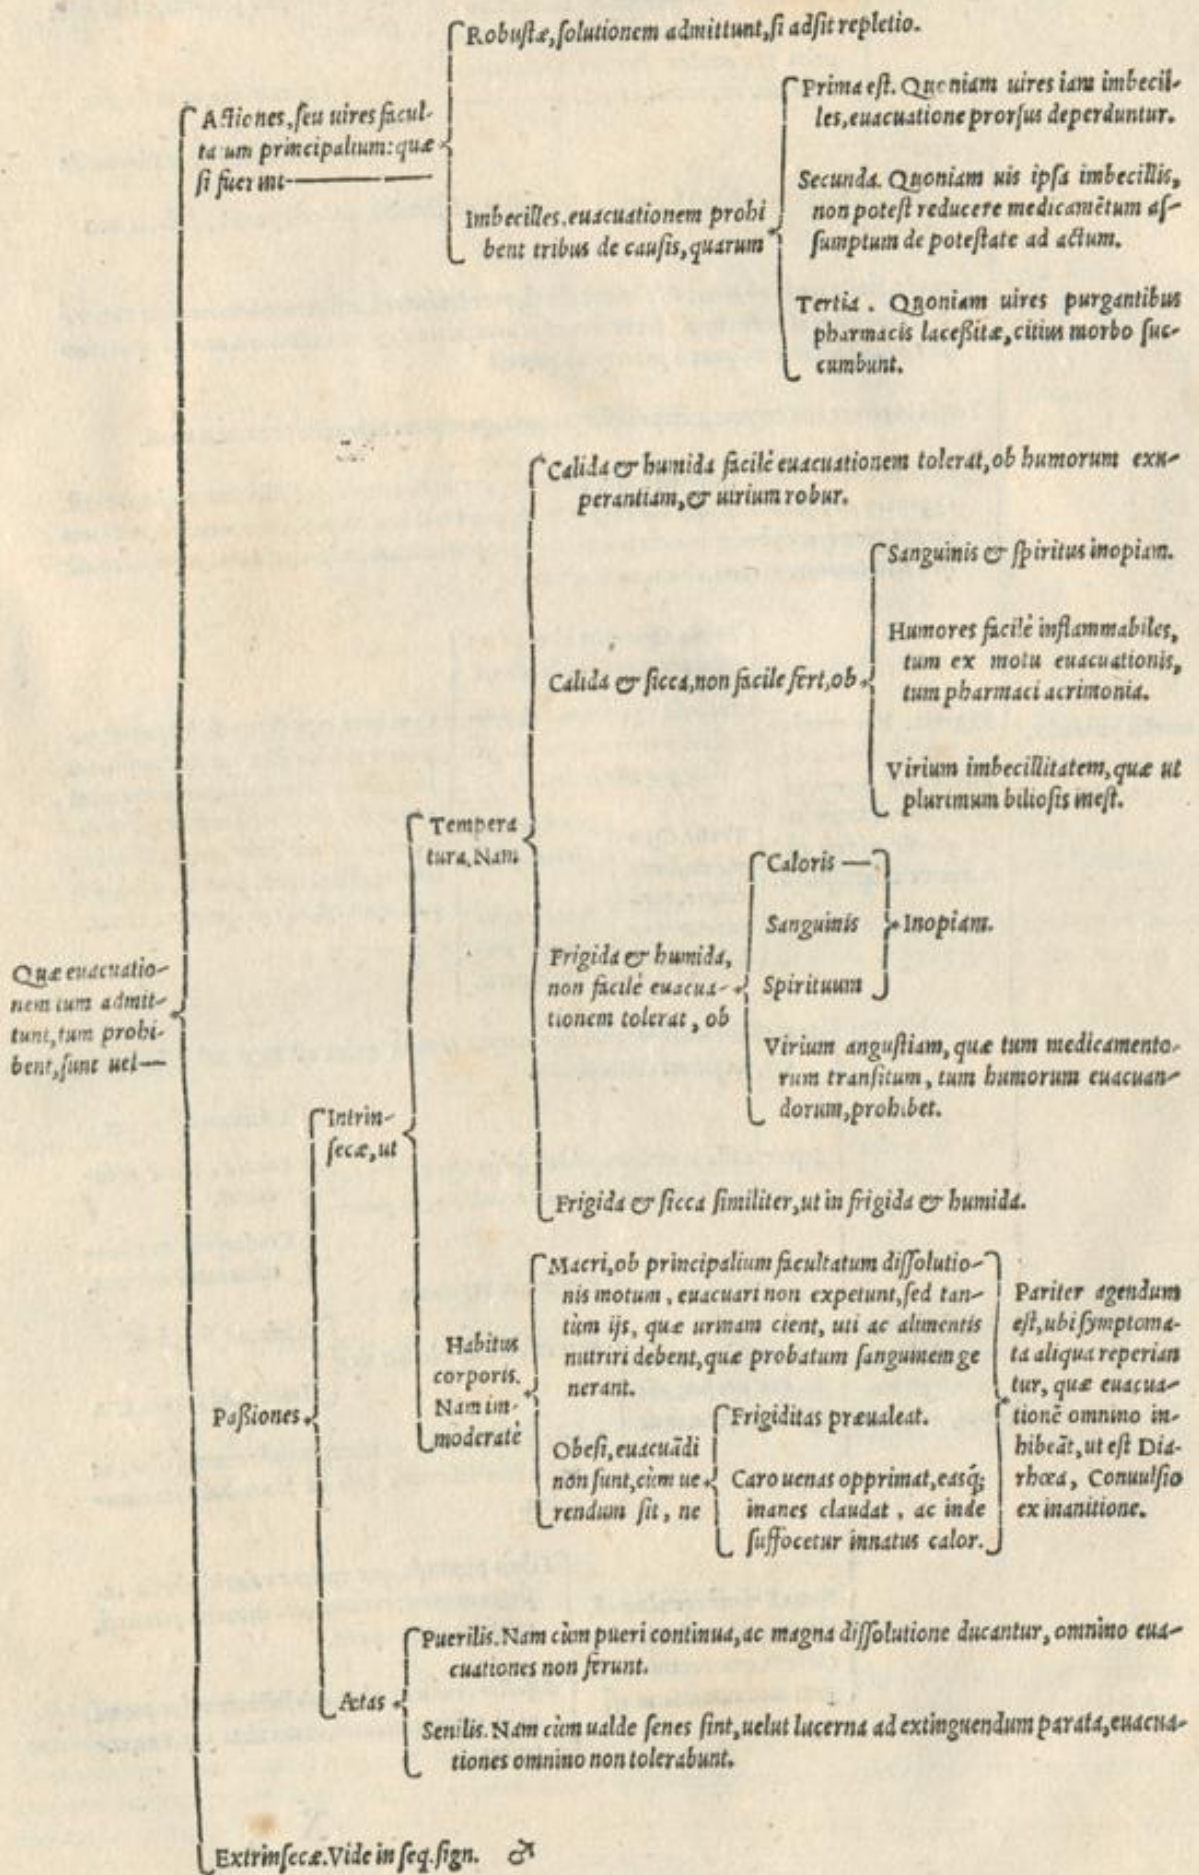 Robustæ, ſolutionem admittunt, ſi adſit repletio.
Actiones, ſeu uires facul-
tatum principalium: quæ
ſi fuerint
Imbecilles. euacuationem probi
bent tribus de cauſis, quarum
Prima eſt. Quoniam uires iam imbecil-
les, euacuatione prorſus deperduntur.
Secunda. Quoniam uis ipſa imbecillis,
non poteſt reducere medicamētum aſ-
ſumptum de poteſtate ad actum.
Tertia. Quoniam uires purgantibus
pharmacis laceßitæ, citius morbo ſuc-
cumbunt.
Quæ euacuatio-
nem tum admit-
tunt, tum prohi-
bent, ſunt uel
Paßiones
Intrin-
ſecæ, ut
Tempera
tura. Nam
Calida & humida facilè euacuationem tolerat, ob humorum exu-
perantiam, & uirium robur.
Calida & ſicca, non facile fert, ob
Sanguinis & ſpiritus inopiam.
Humores facilè inflammabiles,
tum ex motu euacuationis,
tum pharmaci acrimonia.
Virium imbecillitatem, quæ ut
plurimum bilioſis ineſt.
Frigida & humida,
non facilè euacua-
tionem tolerat, ob
Caloris
Sanguinis
Spirituum
Inopiam.
Virium anguſtiam, quæ tum medicamento-
rum tranſitum, tum humorum euacuan-
dorum, prohibet.
Frigida & ſicca ſimiliter, ut in frigida & humida.
Habitus
corporis.
Nam im-
moderatè
Macri, ob principalium facultatum diſſolutio-
nis motum, euacuari non expetunt, ſed tan-
tùm ijs, quæ urinam cient, uti ac alimentis
nutriri debent, quæ probatum ſanguinem ge
nerant.
Obeſi, euacuādi
non ſunt, cùm ue
rendum ſit, ne
Frigiditas præualeat.
Caro uenas opprimat, easq́;
inanes claudat, ac inde
ſuffocetur innatus calor.
Pariter agendum
eſt, ubi ſymptoma-
ta aliqua reperian
tur, quæ euacua-
tionē omnino in-
hibeāt, ut eſt Dia-
rhœa, Conuulſio
ex inanitione.
Aetas
Puerilis. Nam cùm pueri continua, ac magna diſſolutione ducantur, omnino eua-
cuationes non ferunt.
Senilis. Nam cùm ualde ſenes ſint, uelut lucerna ad extinguendum parata, euacua-
tiones omnino non tolerabunt.
Extrinſecæ. Vide in ſeq. ſign. ♂